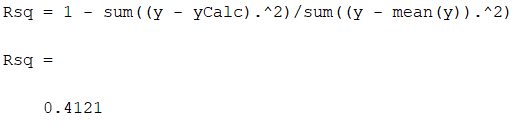 Rsq = 1 - sum((y - yCalc).^2)/sum((y - mean(y)).^2)
Rsq =
0.4121